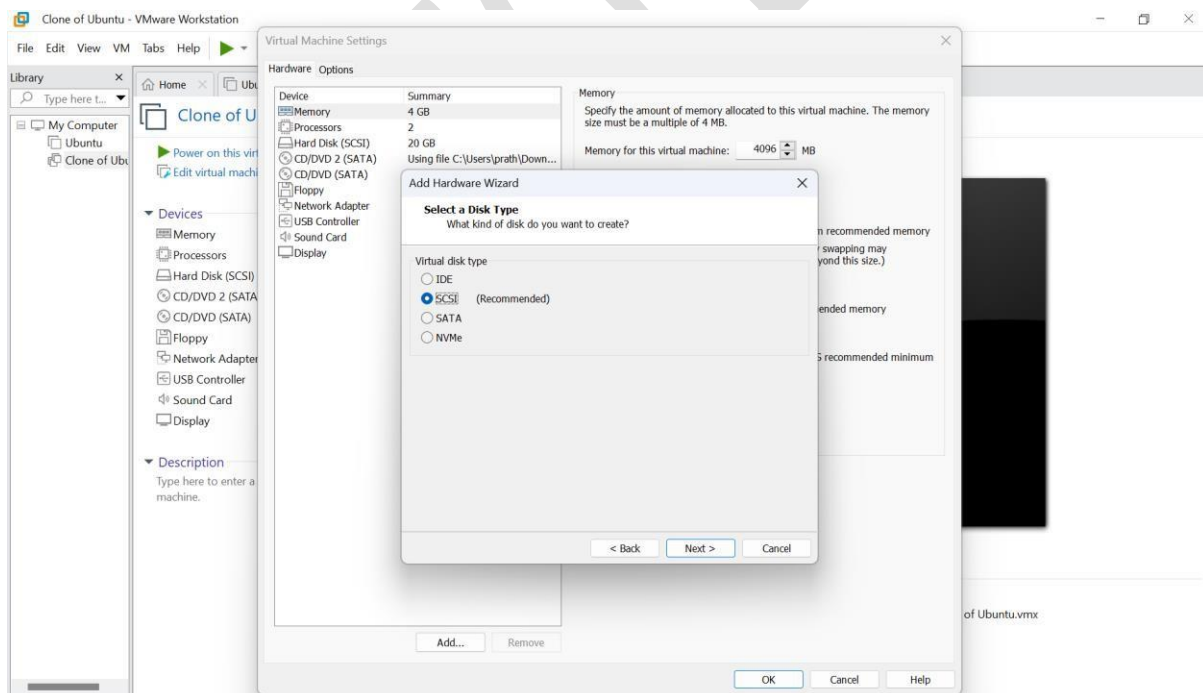 Clone of Ubuntu - VMware Workstation
File Edit View VM Tabs Help
Library
Type here t...
My Computer
Ubuntu
Clone of Ubu
Home
Ubu
Clone of U
Power on this virt
Edit virtual machi
Devices
Memory
Processors
Hard Disk (SCSI)
CD/DVD 2 (SATA
CD/DVD (SATA)
Floppy
Network Adapter
USB Controller
Sound Card
Display
Description
Type here to enter a
machine.
Virtual Machine Settings
Hardware Options
Device Summary
Memory 4 GB
Processors 2
Hard Disk (SCSI) 20 GB
CD/DVD 2 (SATA) Using file C:\Users\prath\Down...
CD/DVD (SATA)
Floppy
Network Adapter
USB Controller
Sound Card
Display
Add... Remove
Memory
Specify the amount of memory allocated to this virtual machine. The memory
size must be a multiple of 4 MB.
Memory for this virtual machine: 4096 MB
recommended memory
swapping may
yond this size.)
ended memory
recommended minimum
Add Hardware Wizard
Select a Disk Type
What kind of disk do you want to create?
Virtual disk type
IDE
SCSI (Recommended)
SATA
NVMe
< Back Next > Cancel
OK Cancel Help
of Ubuntu.vmx